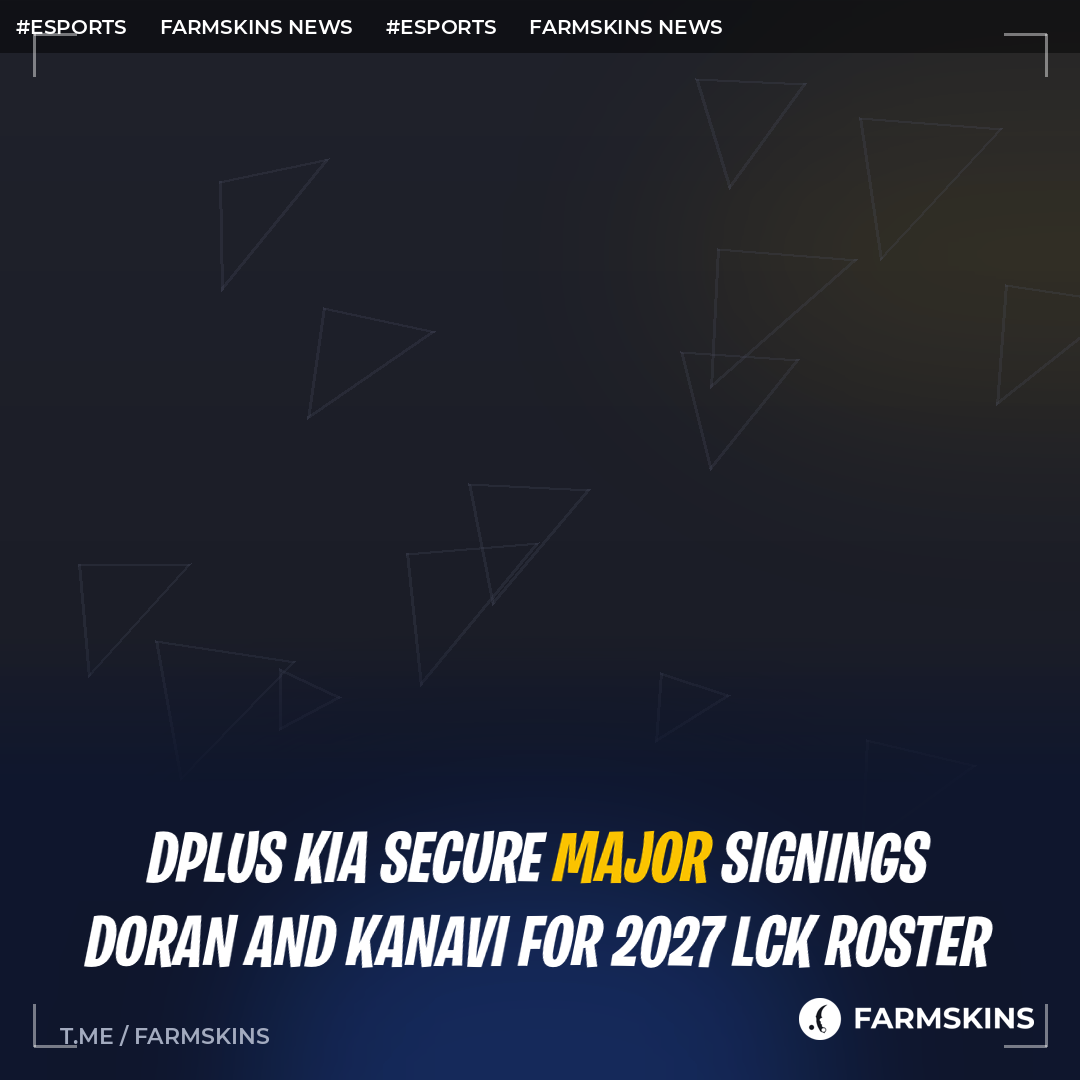 #ESPORTS FARMSKINS NEWS #ESPORTS FARMSKINS NEWS
DPLUS KIA SECURE MAJOR SIGNINGS
DORAN AND KANAVI FOR 2027 LCK ROSTER
T.ME / FARMSKINS
FARMSKINS